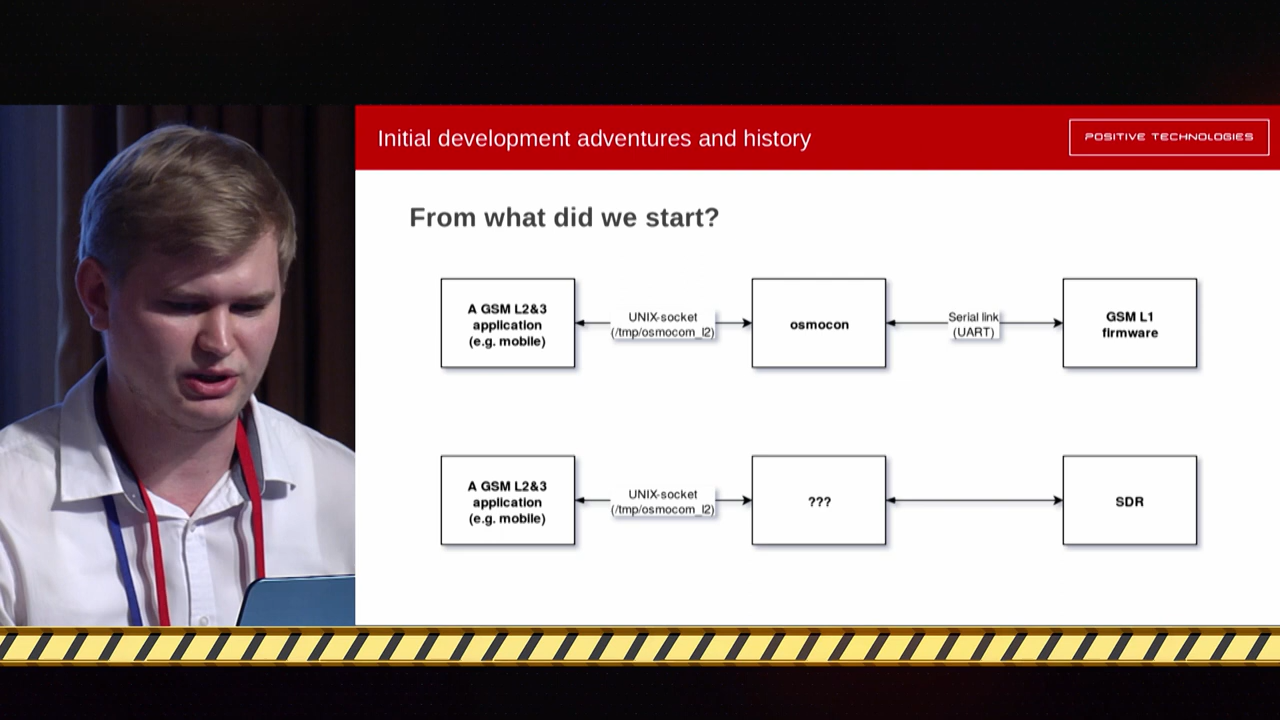 Initial development adventures and history
POSITIVE TECHNOLOGIES
From what did we start?
A GSM L2&3
application
(e.g. mobile)
UNIX-socket
(/tmp/osmocom_l2)
osmocon
Serial link
(UART)
GSM L1
firmware
A GSM L2&3
application
(e.g. mobile)
UNIX-socket
(/tmp/osmocom_l2)
???
SDR